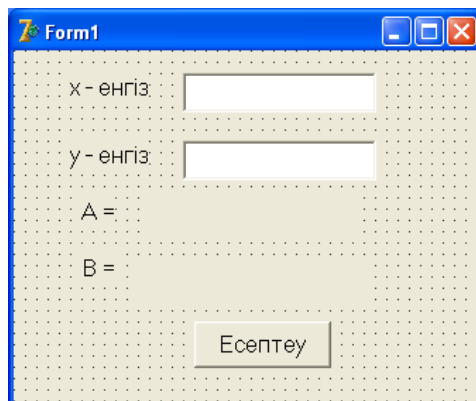 Form1
х - енгіз
у - енгіз
A =
B =
Есептеу